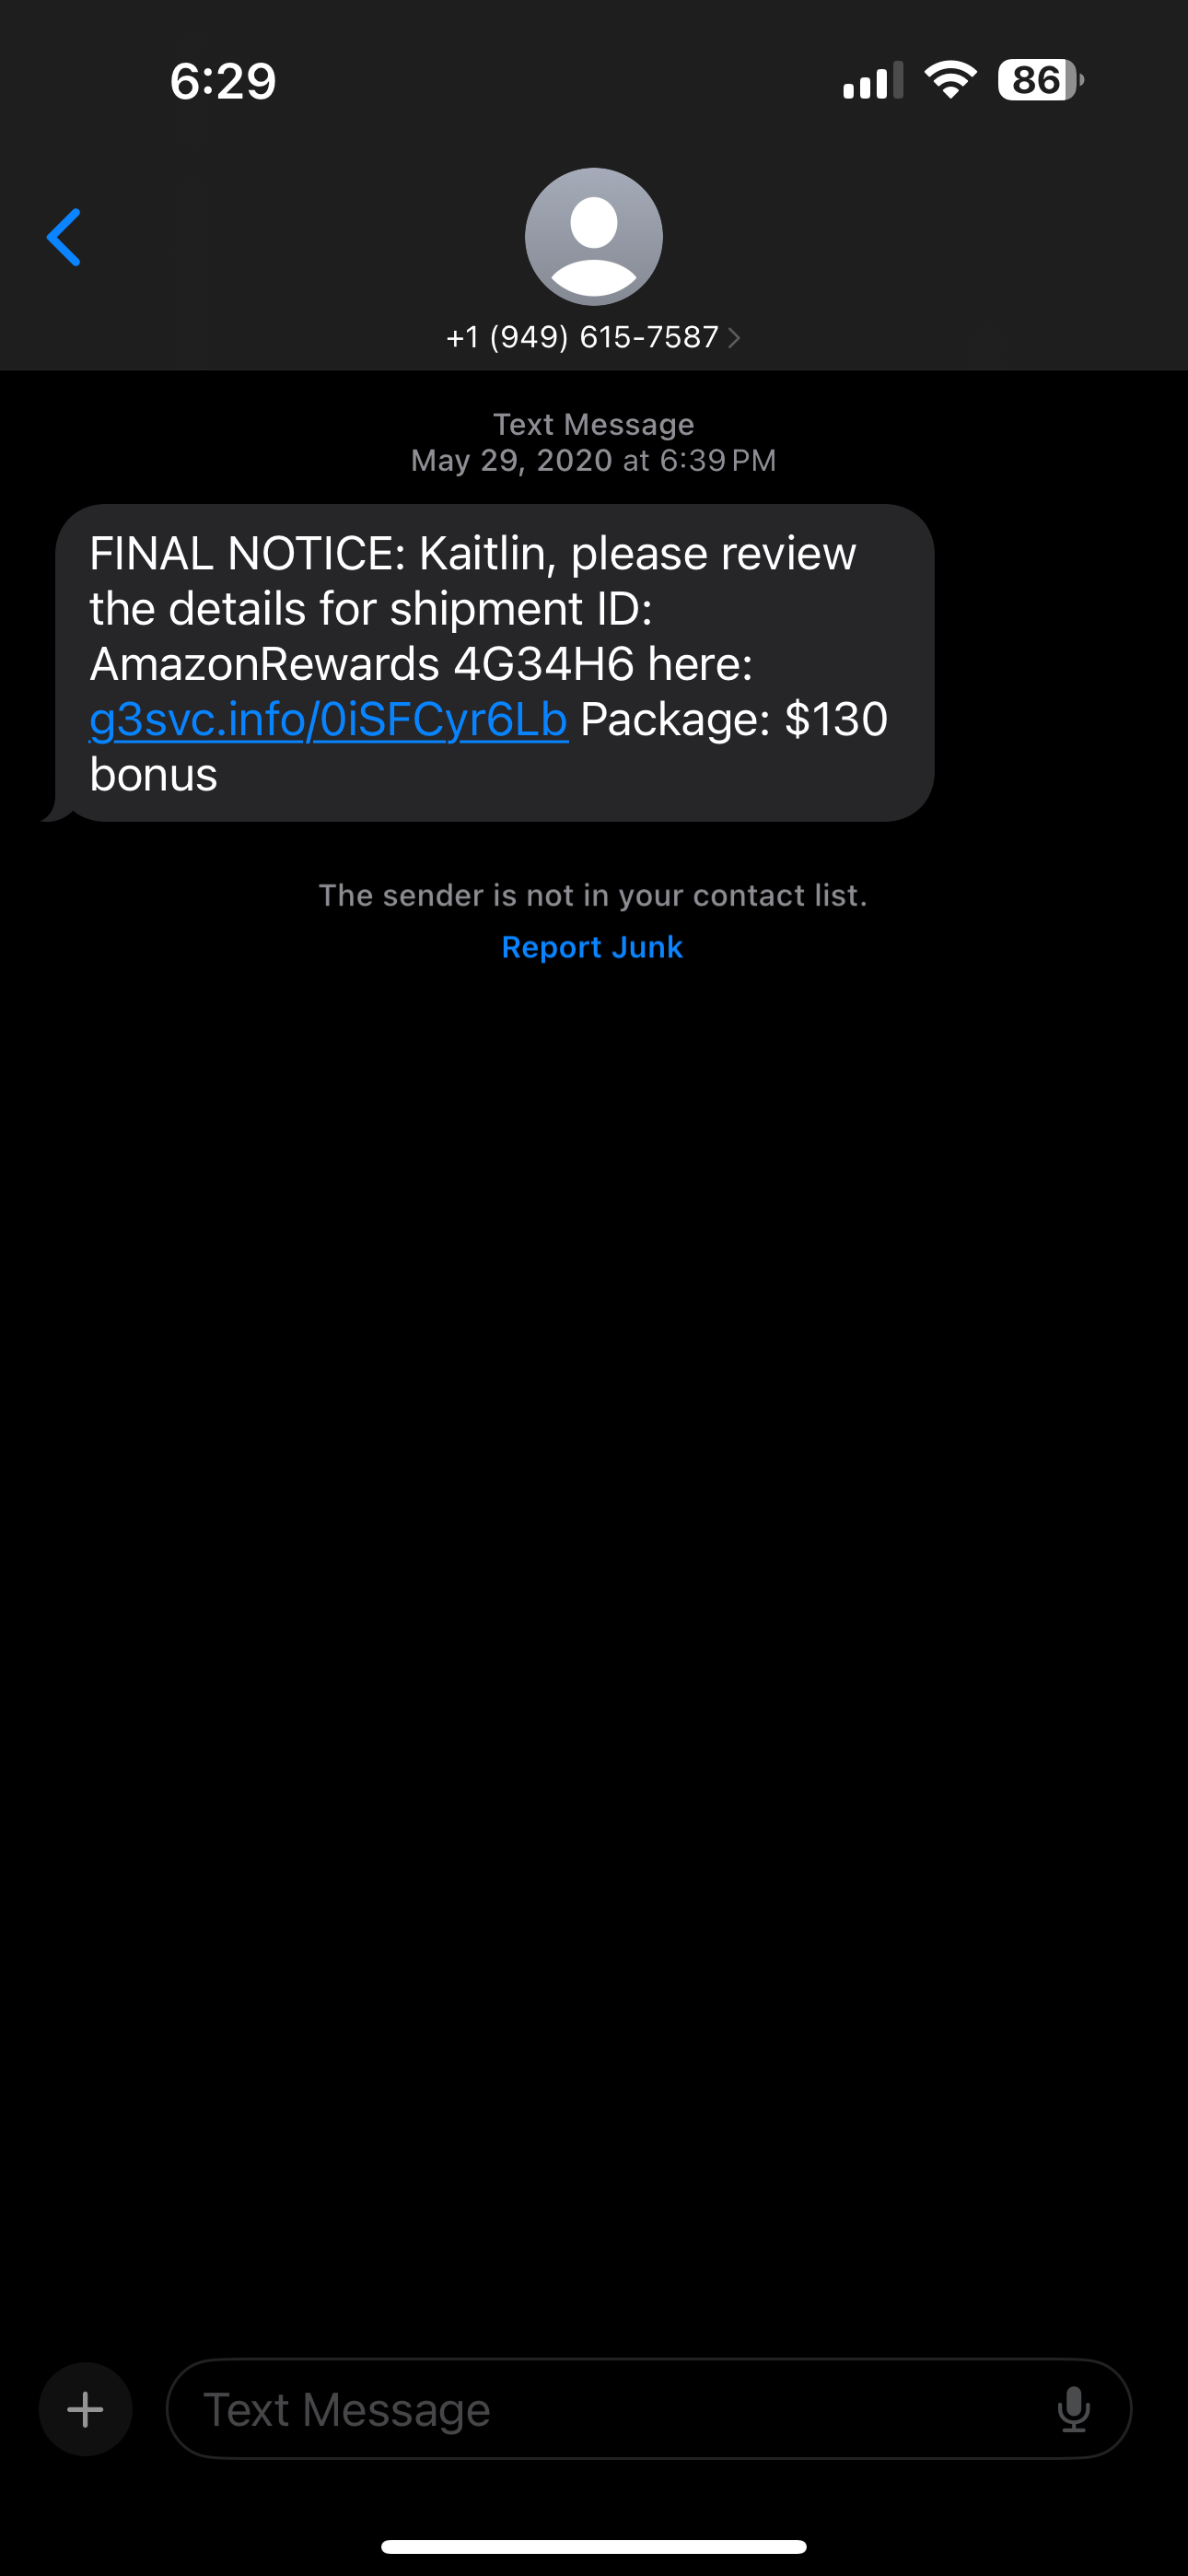 6:29
86
+1 (949) 615-7587
Text Message
May 29, 2020 at 6:39 PM
FINAL NOTICE: Kaitlin, please review
the details for shipment ID:
AmazonRewards 4G34H6 here:
g3svc.info/0iSFCyr6Lb Package: $130
bonus
The sender is not in your contact list.
Report Junk
Text Message